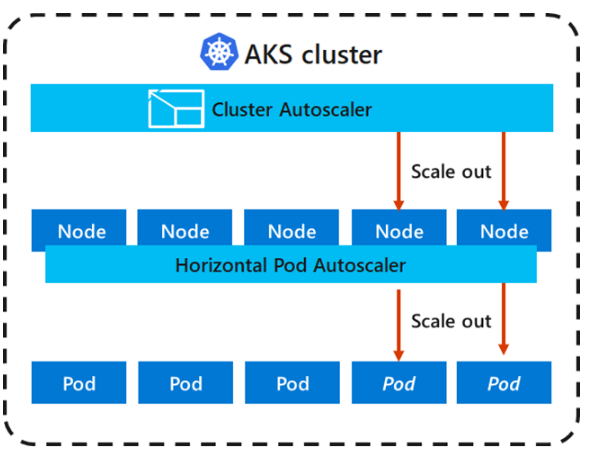 AKS cluster
Cluster Autoscaler
Scale out
Node Node Node Node Node
Horizontal Pod Autoscaler
Scale out
Pod Pod Pod Pod Pod